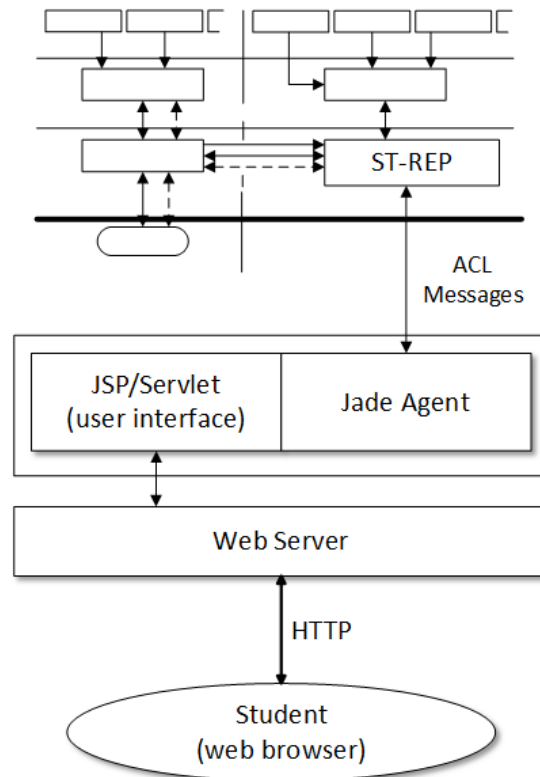 ST-REP
ACL
Messages
JSP/Servlet
(user interface)
Jade Agent
Web Server
HTTP
Student
(web browser)